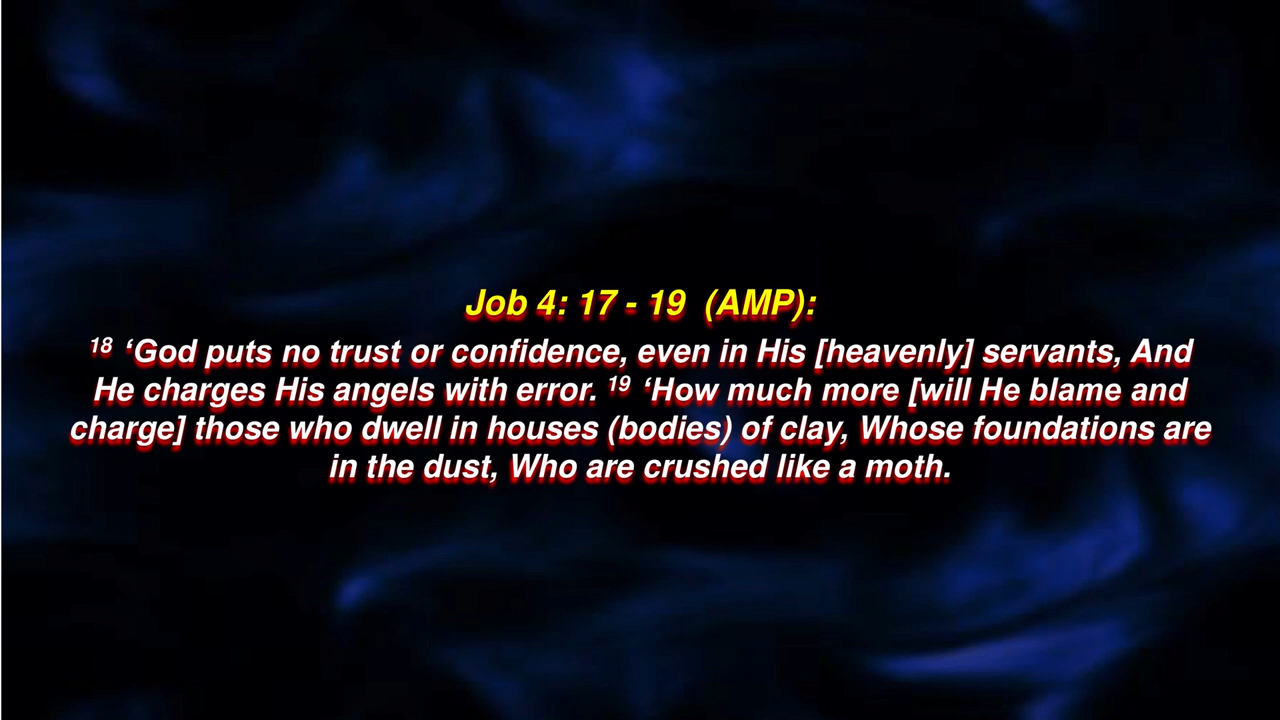 Job 4: 17 - 19  (AMP):
18 ‘God puts no trust or confidence, even in His [heavenly] servants, And
He charges His angels with error. 19 ‘How much more [will He blame and
charge] those who dwell in houses (bodies) of clay, Whose foundations are
in the dust, Who are crushed like a moth.